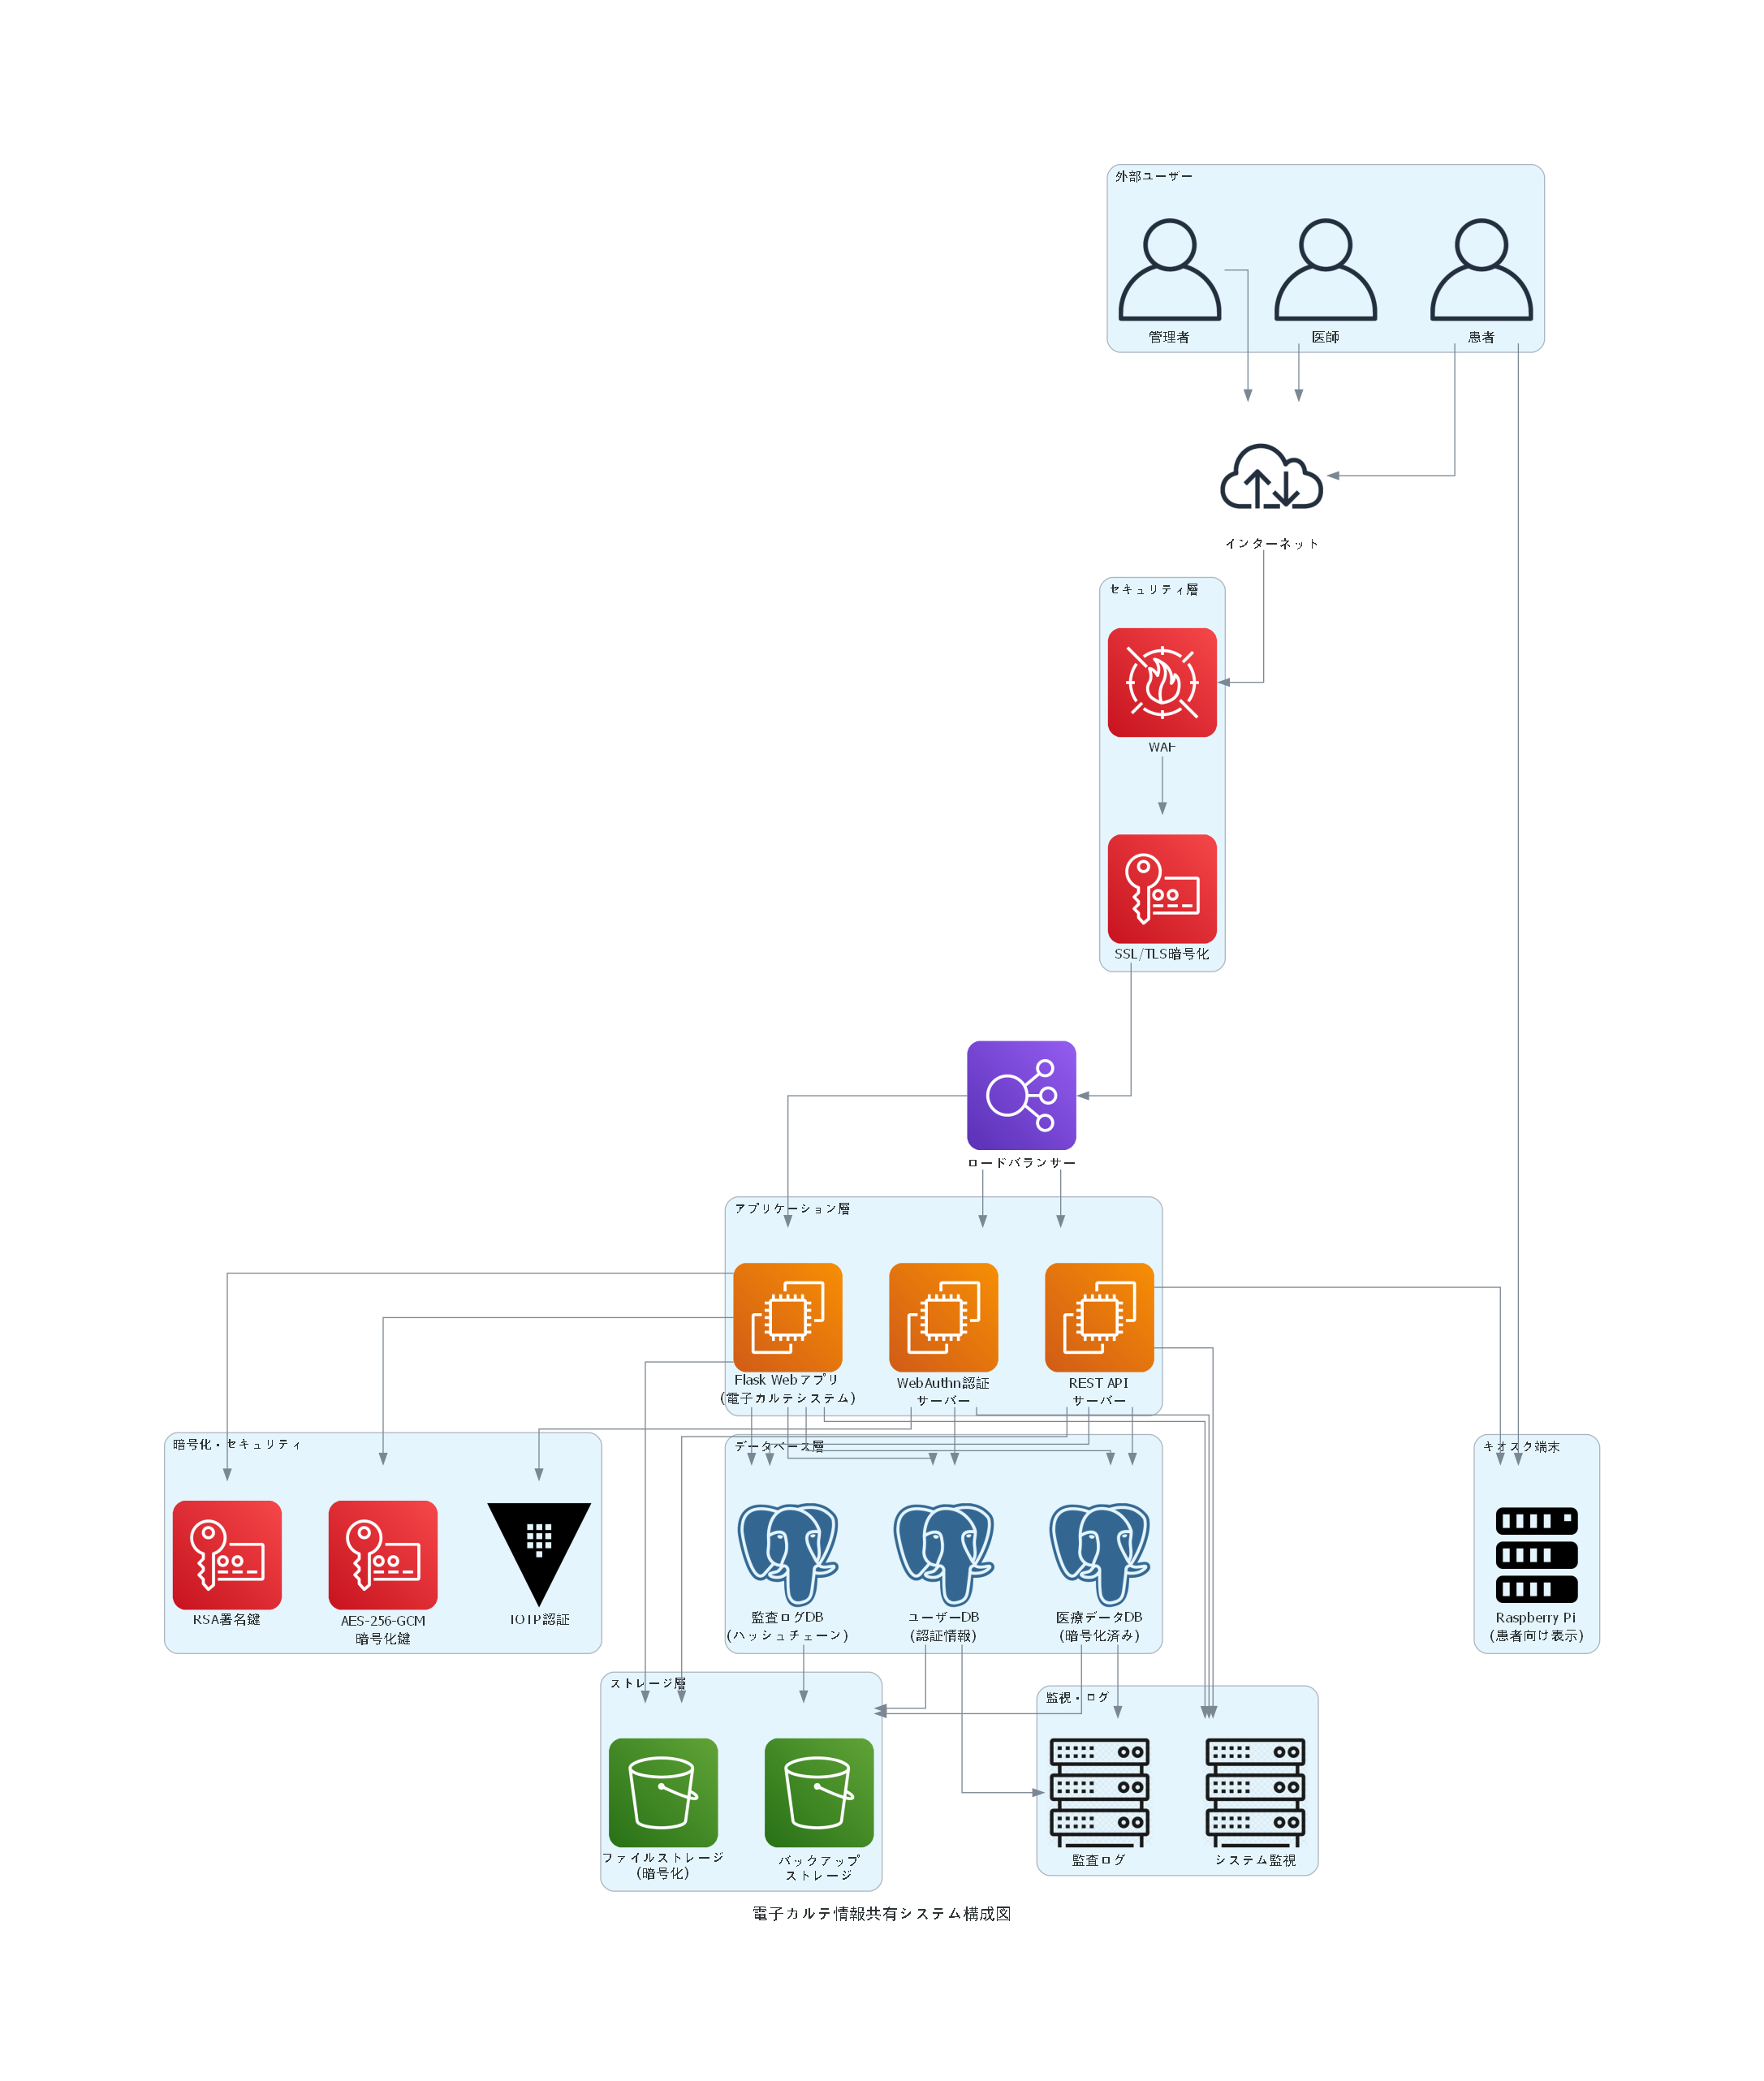 外部ユーザー
管理者
医師
患者
インターネット
セキュリティ層
WAF
SSL/TLS暗号化
ロードバランサー
アプリケーション層
Flask Webアプリ
(電子カルテシステム)
WebAuthn認証
サーバー
REST API
サーバー
暗号化・セキュリティ
RSA署名鍵
AES-256-GCM
暗号化鍵
TOTP認証
データベース層
監査ログDB
(ハッシュチェーン)
ユーザーDB
(認証情報)
医療データDB
(暗号化済み)
キオスク端末
Raspberry Pi
(患者向け表示)
ストレージ層
ファイルストレージ
(暗号化)
バックアップ
ストレージ
監視・ログ
監査ログ
システム監視
電子カルテ情報共有システム構成図